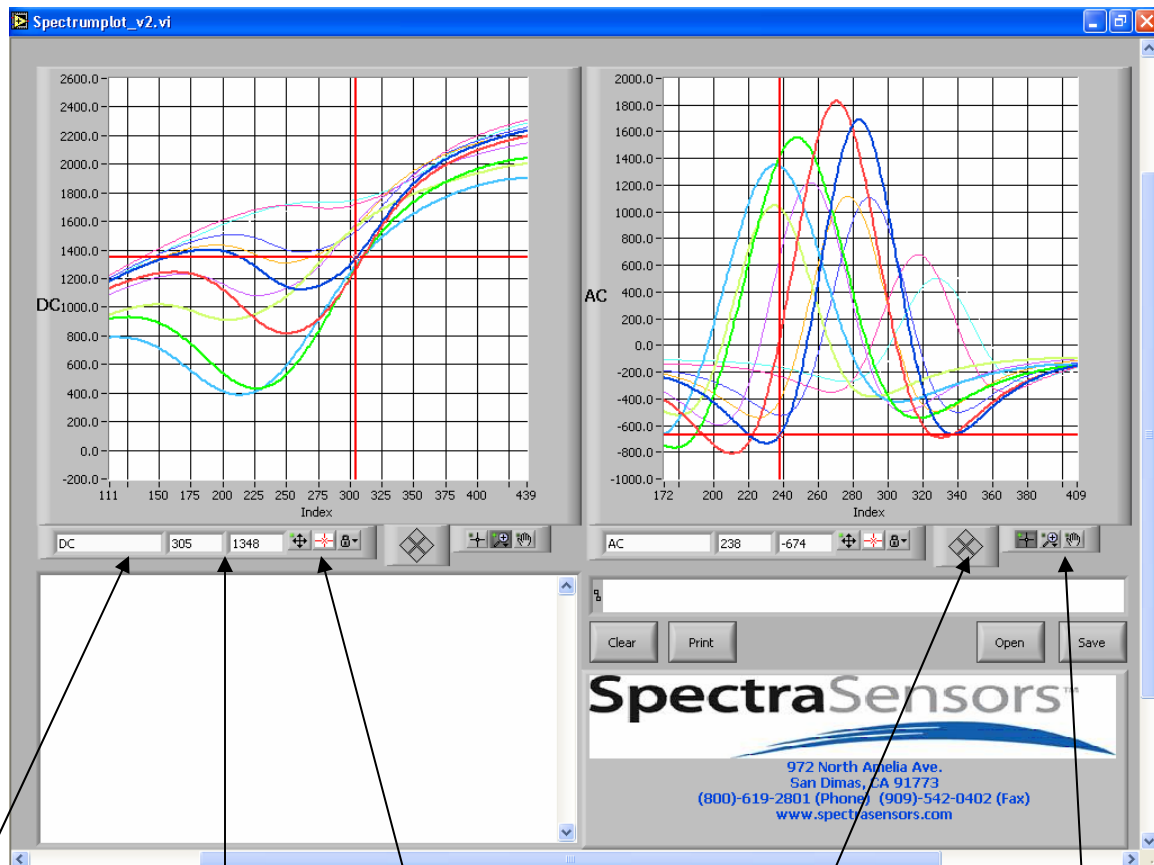 Spectrumplot_v2.vi
2600.0
2400.0
2200.0
2000.0
1800.0
1600.0
1400.0
1200.0
1000.0
800.0
600.0
400.0
200.0
0.0
-200.0
DC
111 150 175 200 225 250 275 300 325 350 375 400 439
Index
DC 305 1348
2000.0
1800.0
1600.0
1400.0
1200.0
1000.0
800.0
600.0
400.0
200.0
0.0
-200.0
-400.0
-600.0
-800.0
-1000.0
AC
172 200 220 240 260 280 300 320 340 360 380 409
Index
AC 238 -674
Clear Print Open Save
SpectraSensors™
972 North Amelia Ave.
San Dimas, CA 91773
(800)-619-2801 (Phone) (909)-542-0402 (Fax)
www.spectrasensors.com